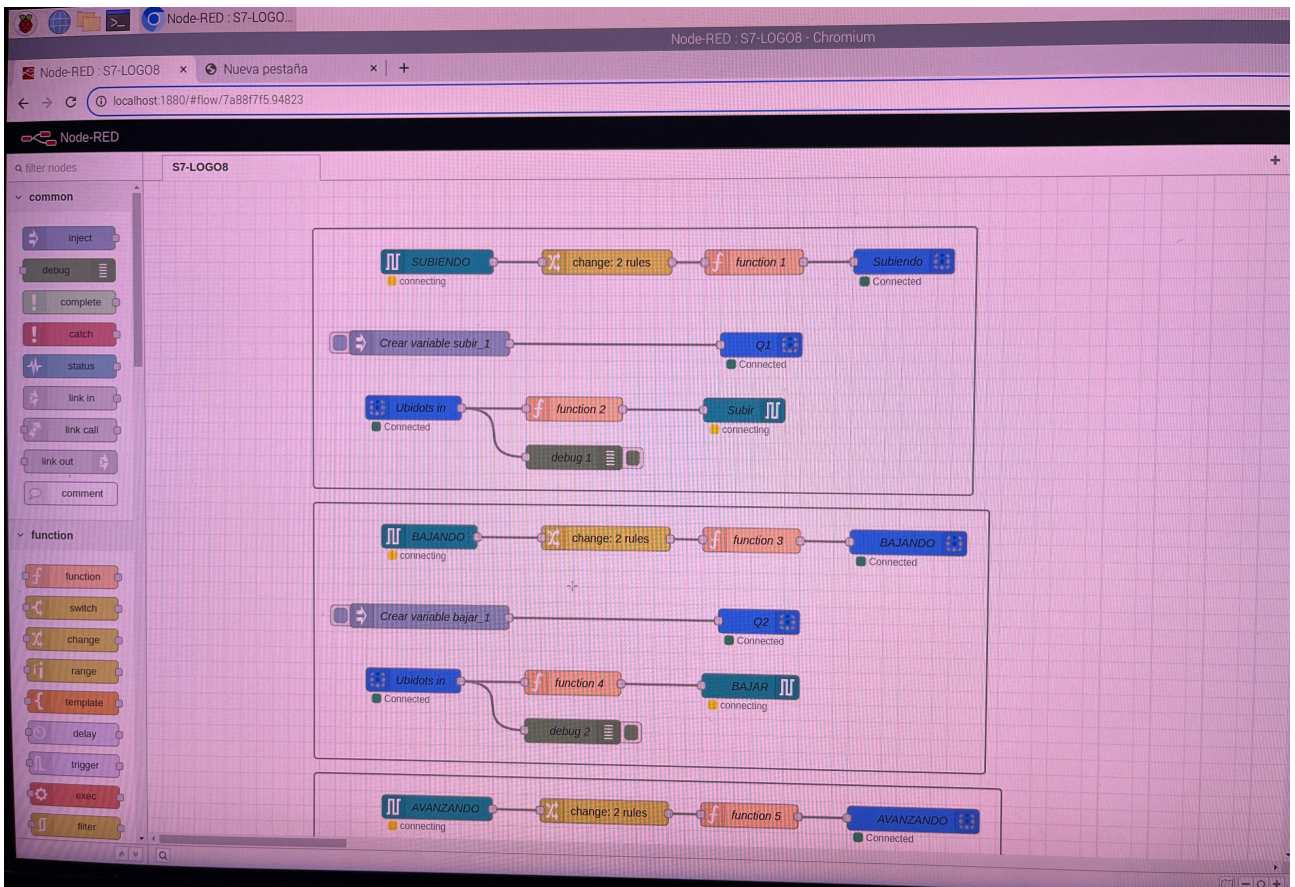 Node-RED : S7-LOGO...
Node-RED : S7-LOGO8 - Chromium
Node-RED : S7-LOGO8 × Nueva pestaña × +
localhost:1880/#flow/7a88f7f5.94823
Node-RED
filter nodes
S7-LOGO8
+
common
inject
debug
complete
catch
status
link in
link call
link out
comment
function
function
switch
change
range
template
delay
trigger
exec
filter
SUBIENDO
change: 2 rules
function 1
Subiendo
connecting
Connected
Crear variable subir_1
Q1
Connected
Ubidots in
function 2
Subir
Connected
connecting
debug 1
BAJANDO
change: 2 rules
function 3
BAJANDO
connecting
Connected
Crear variable bajar_1
Q2
Connected
Ubidots in
function 4
BAJAR
Connected
connecting
debug 2
AVANZANDO
change: 2 rules
function 5
AVANZANDO
connecting
Connected